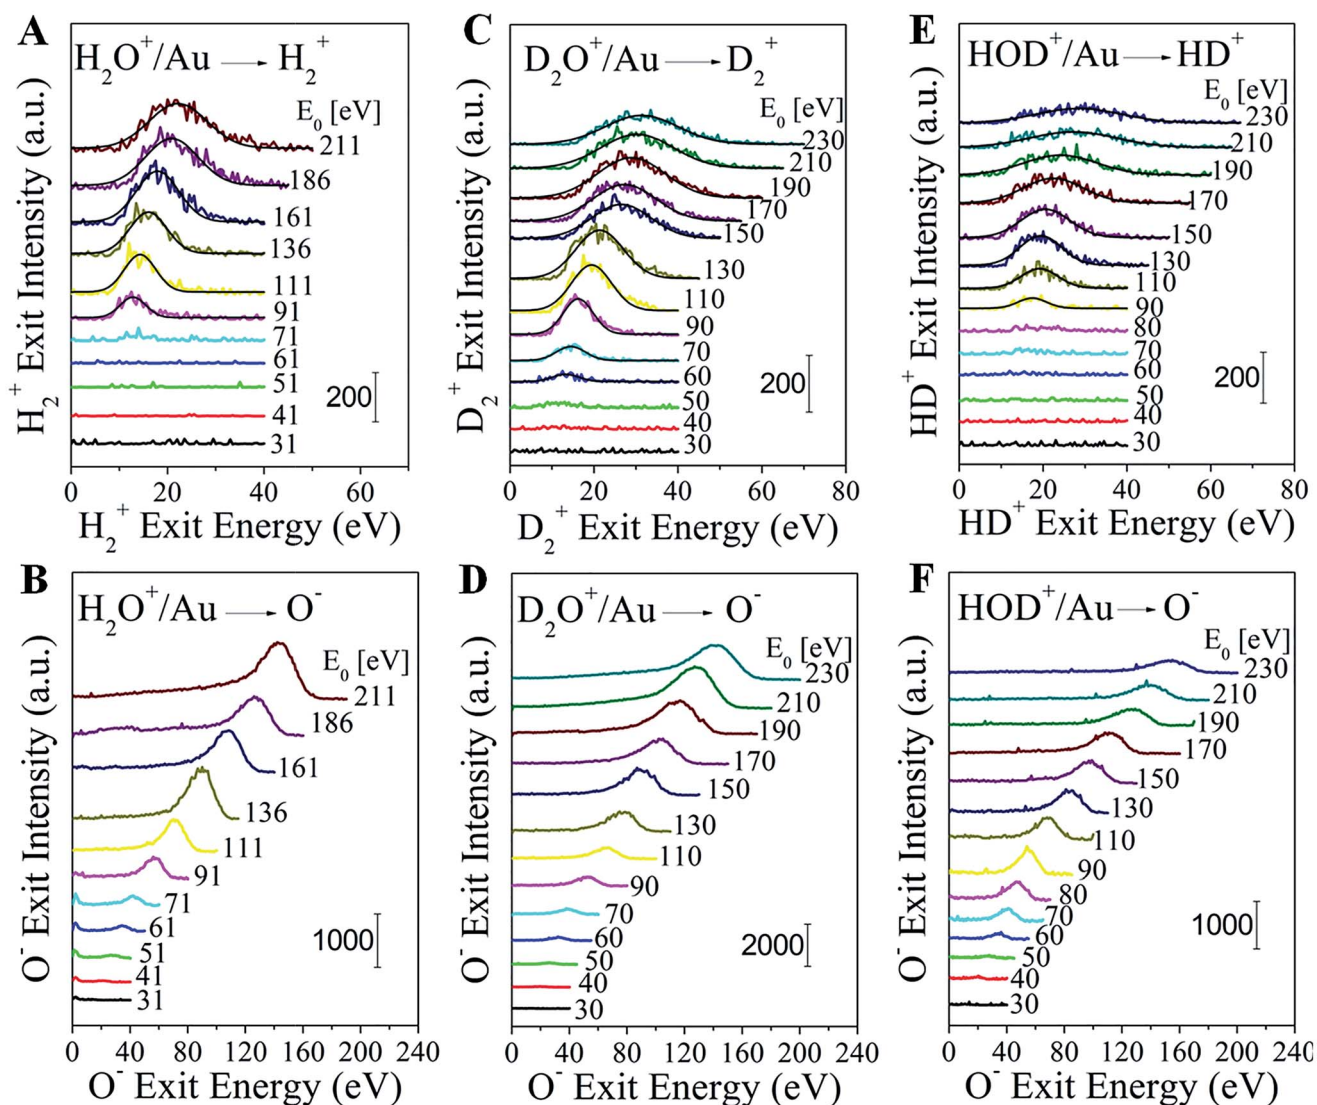 A
H₂O⁺/Au → H₂⁺
E₀ [eV]
211
186
161
136
111
91
71
61
51
41
31
200
H₂⁺ Exit Intensity (a.u.)
0 20 40 60
H₂⁺ Exit Energy (eV)
C
D₂O⁺/Au → D₂⁺
E₀ [eV]
230
210
190
170
150
130
110
90
70
60
50
40
30
200
D₂⁺ Exit Intensity (a.u.)
0 20 40 60 80
D₂⁺ Exit Energy (eV)
E
HOD⁺/Au → HD⁺
E₀ [eV]
230
210
190
170
150
130
110
90
80
70
60
50
40
30
200
HD⁺ Exit Intensity (a.u.)
0 20 40 60 80
HD⁺ Exit Energy (eV)
B
H₂O⁺/Au → O⁻
E₀ [eV]
211
186
161
136
111
91
71
61
51
41
31
1000
O⁻ Exit Intensity (a.u.)
0 40 80 120 160 200 240
O⁻ Exit Energy (eV)
D
D₂O⁺/Au → O⁻
E₀ [eV]
230
210
190
170
150
130
110
90
70
60
50
40
30
2000
O⁻ Exit Intensity (a.u.)
0 40 80 120 160 200 240
O⁻ Exit Energy (eV)
F
HOD⁺/Au → O⁻
E₀ [eV]
230
210
190
170
150
130
110
90
80
70
60
50
40
30
1000
O⁻ Exit Intensity (a.u.)
0 40 80 120 160 200 240
O⁻ Exit Energy (eV)